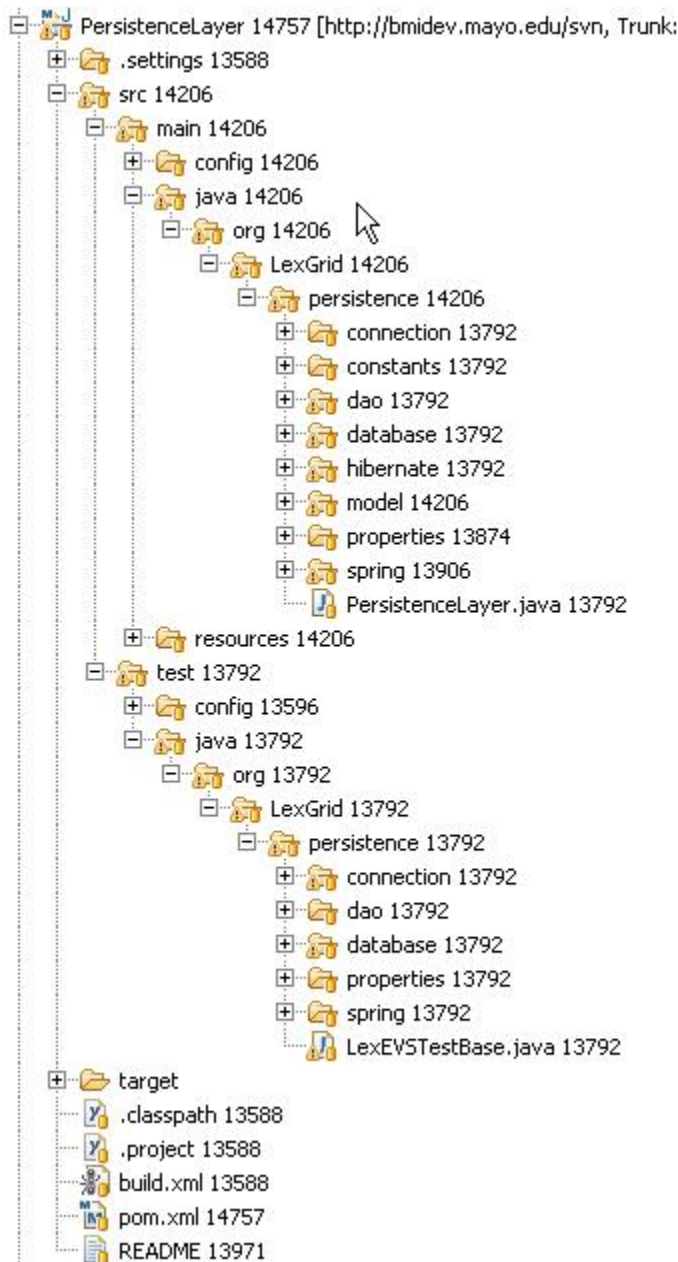 PersistenceLayer 14757 [http://bmidev.mayo.edu/svn, Trunk:
.settings 13588
src 14206
main 14206
config 14206
java 14206
org 14206
LexGrid 14206
persistence 14206
connection 13792
constants 13792
dao 13792
database 13792
hibernate 13792
model 14206
properties 13874
spring 13906
PersistenceLayer.java 13792
resources 14206
test 13792
config 13596
java 13792
org 13792
LexGrid 13792
persistence 13792
connection 13792
dao 13792
database 13792
properties 13792
spring 13792
LexEVSTestBase.java 13792
target
.classpath 13588
.project 13588
build.xml 13588
pom.xml 14757
README 13971